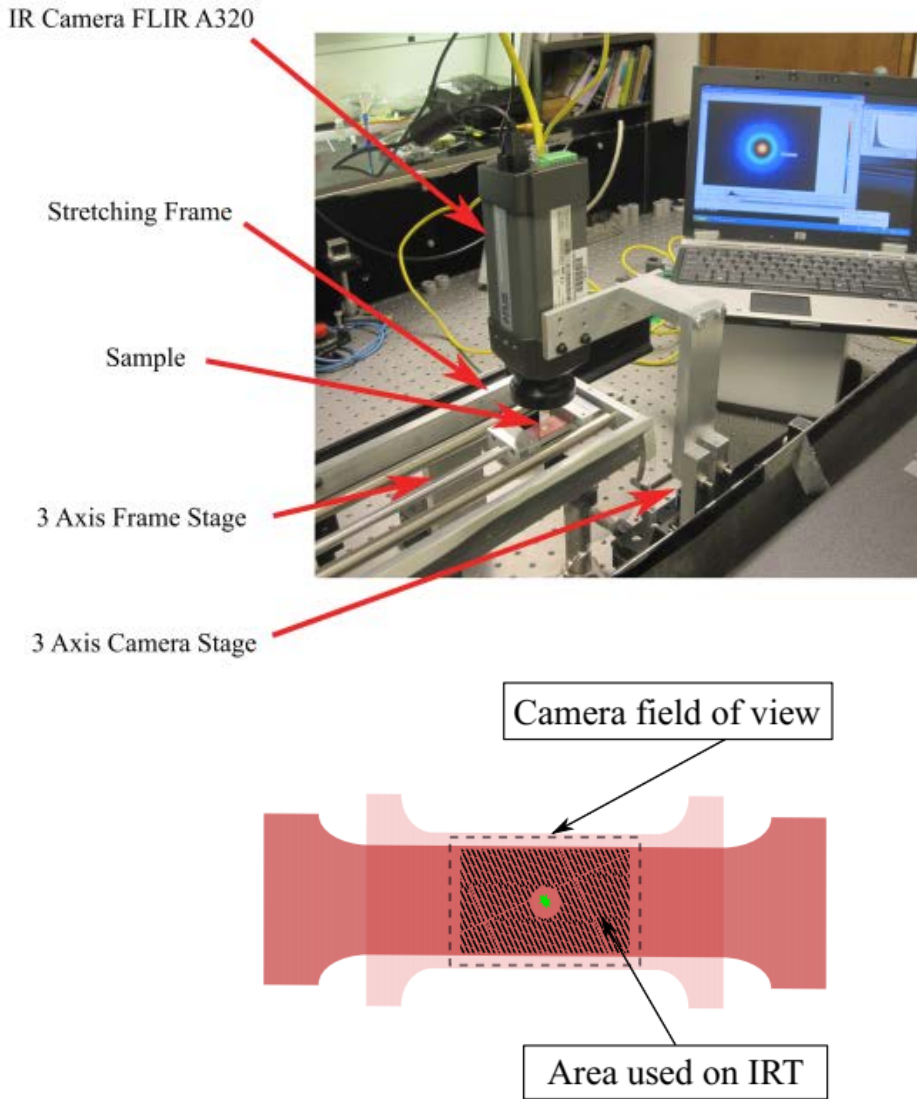 IR Camera FLIR A320
Stretching Frame
Sample
3 Axis Frame Stage
3 Axis Camera Stage
Camera field of view
Area used on IRT